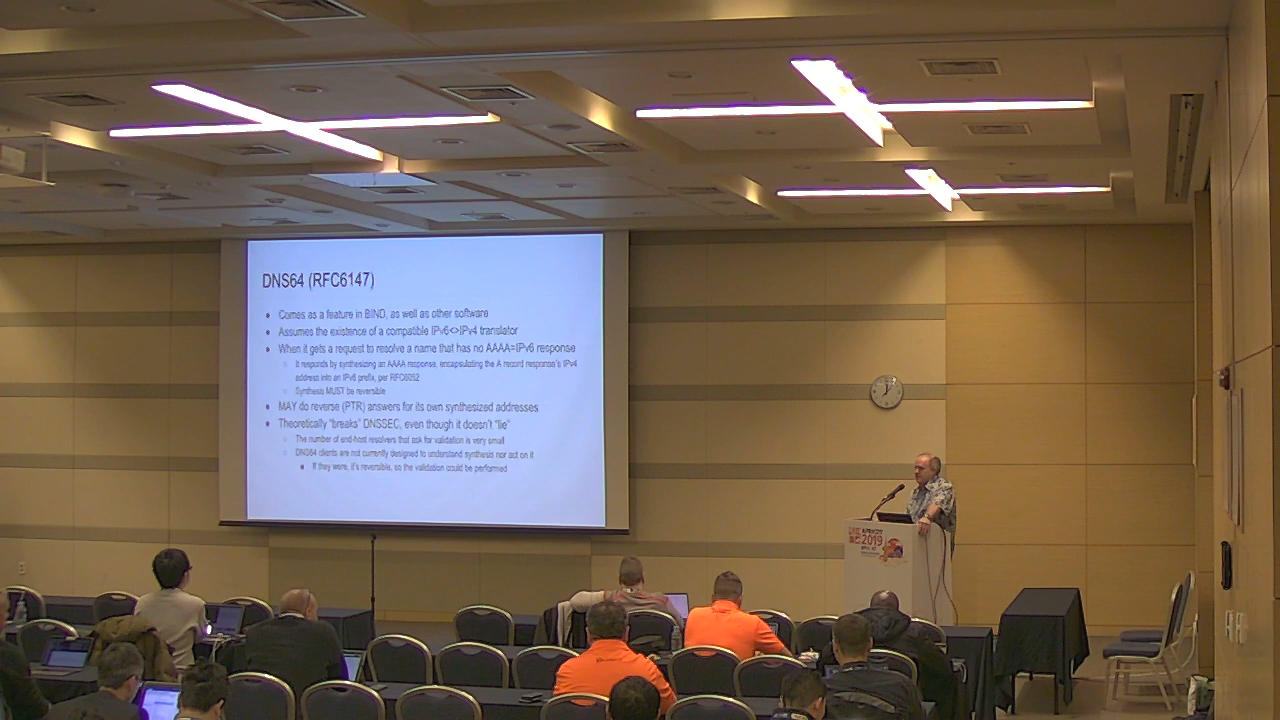 DNS64 (RFC6147)
Comes as a feature in BIND, as well as other software
Assumes the existence of a compatible IPv6<>IPv4 translator
When it gets a request to resolve a name that has no AAAA=IPv6 response
It responds by synthesizing an AAAA response, encapsulating the A record response's IPv4
address into an IPv6 prefix, per RFC6052
Synthesis MUST be reversible
MAY do reverse (PTR) answers for its own synthesized addresses
Theoretically "breaks" DNSSEC, even though it doesn't "lie"
The number of end-host resolvers that ask for validation is very small
DNS64 clients are not currently designed to understand synthesis nor act on it
If they were, it's reversible, so the validation could be performed
APRICOT
2019